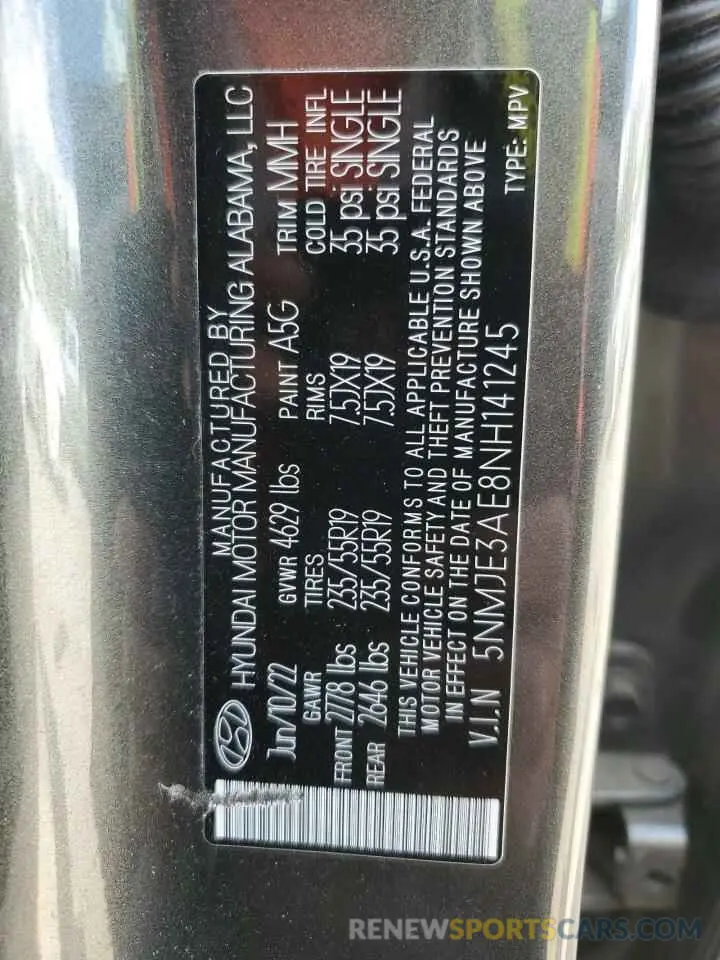 MANUFACTURED BY
HYUNDAI MOTOR MANUFACTURING ALABAMA, LLC
Jun/10/22 GVWR 4629 lbs PAINT A5G TRIM MMH
GAWR TIRES RIMS COLD TIRE INFL
FRONT 2778 lbs 235/55R19 7.5JX19 35 psi SINGLE
REAR 2646 lbs 235/55R19 7.5JX19 35 psi SINGLE
THIS VEHICLE CONFORMS TO ALL APPLICABLE U.S.A. FEDERAL
MOTOR VEHICLE SAFETY AND THEFT PREVENTION STANDARDS
IN EFFECT ON THE DATE OF MANUFACTURE SHOWN ABOVE
V.I.N 5NMJE3AE8NH141245
TYPE: MPV
RENEWSPORTSCARS.COM